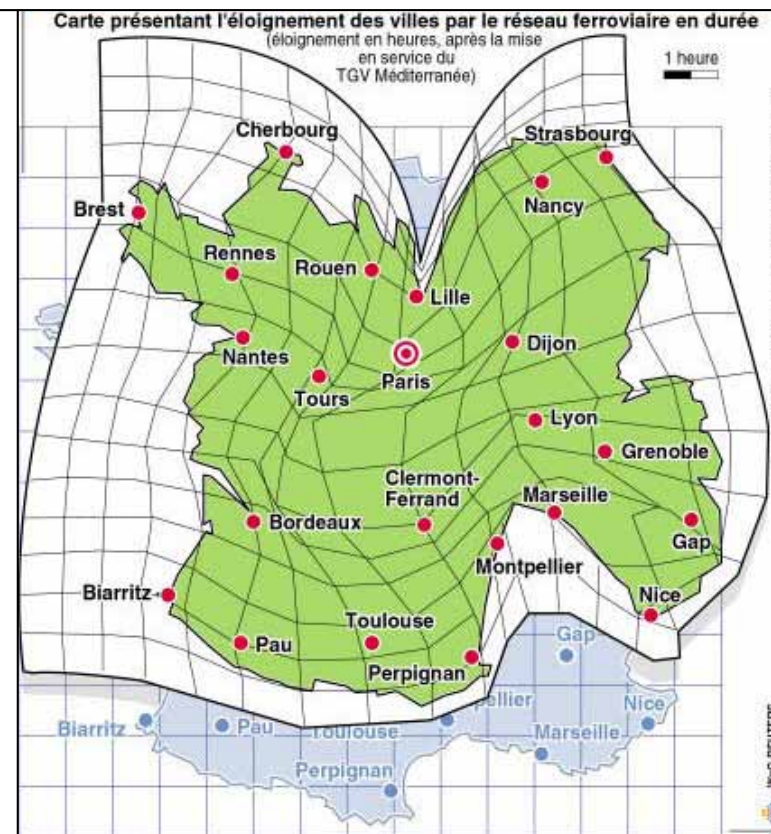 Carte présentant l'éloignement des villes par le réseau ferroviaire en durée
(éloignement en heures, après la mise
en service du
TGV Méditerranée)
1 heure
Cherbourg
Strasbourg
Brest
Nancy
Rennes
Rouen
Lille
Nantes
Dijon
Tours
Paris
Lyon
Grenoble
Clermont-
Ferrand
Marseille
Bordeaux
Gap
Montpellier
Biarritz
Nice
Pau
Toulouse
Perpignan
Gap
Biarritz
Pau
Toulouse
pellier
Nice
Marseille
Perpignan
REUTERS